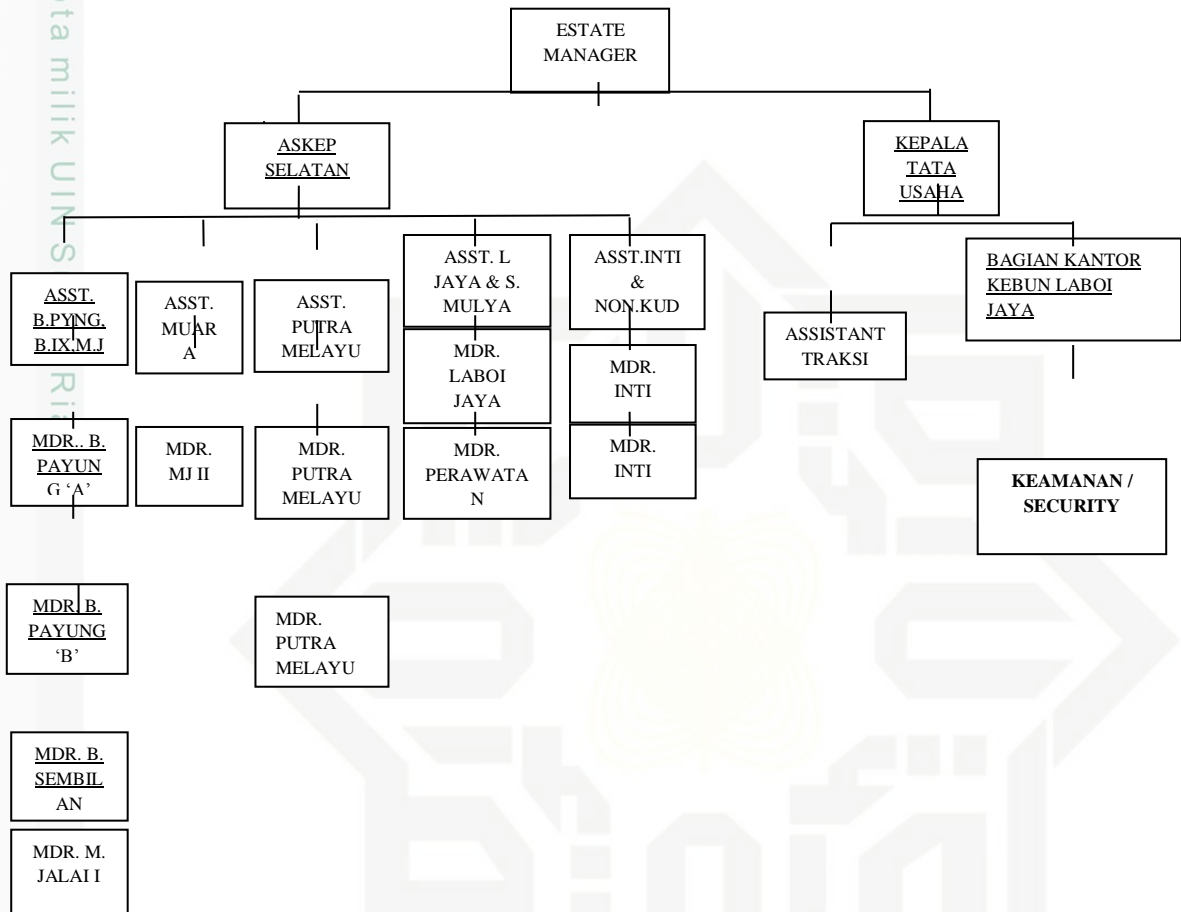 ESTATE
MANAGER
ASKEP
SELATAN
KEPALA
TATA
USAHA
ASST.
B.PYNG,
B.IX,M.J
ASST.
MUAR
A
ASST.
PUTRA
MELAYU
ASST. L
JAYA & S.
MULYA
ASST.INTI
&
NON.KUD
ASSISTANT
TRAKSI
BAGIAN KANTOR
KEBUN LABOI
JAYA
MDR.. B.
PAYUN
G ‘A’
MDR.
MJ II
MDR.
PUTRA
MELAYU
MDR.
LABOI
JAYA
MDR.
PERAWATA
N
MDR.
INTI
MDR.
INTI
KEAMANAN /
SECURITY
MDR. B.
PAYUNG
‘B’
MDR.
PUTRA
MELAYU
MDR. B.
SEMBIL
AN
MDR. M.
JALAI I
milik UIN